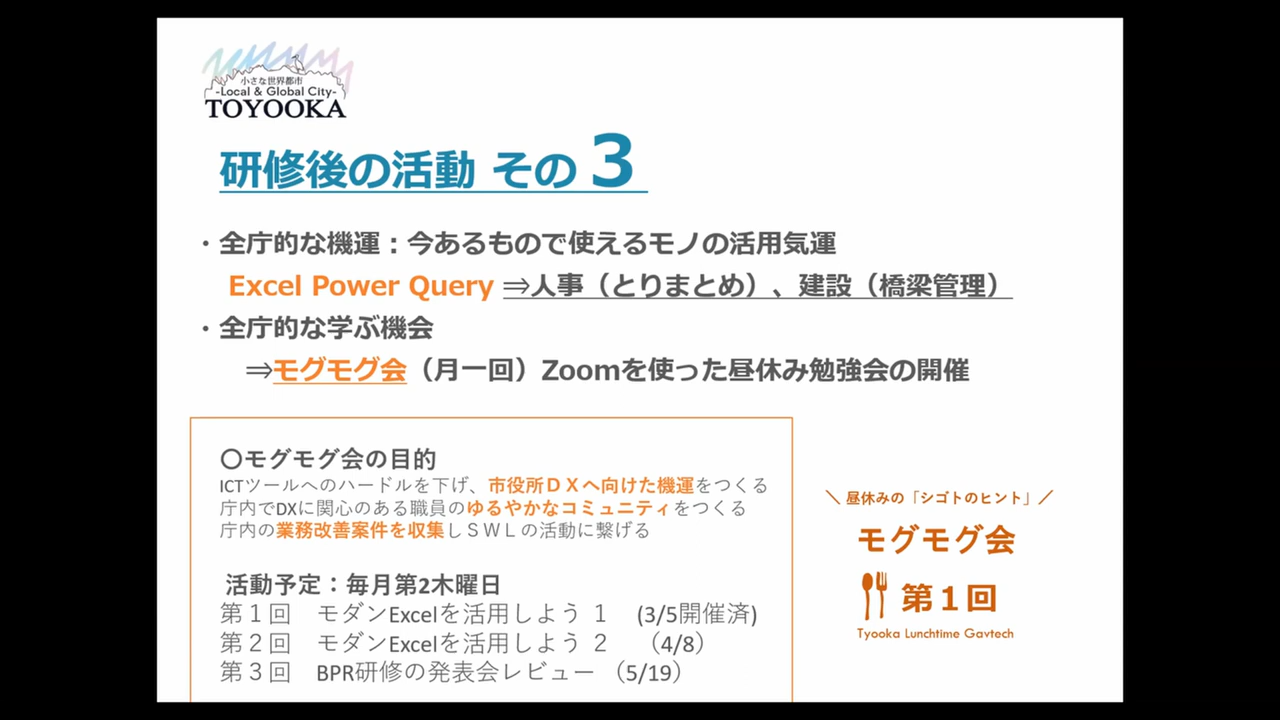 小さな世界都市
-Local & Global City-
TOYOOKA
研修後の活動 その３
・全庁的な機運：今あるもので使えるモノの活用気運
Excel Power Query ⇒人事（とりまとめ）、建設（橋梁管理）
・全庁的な学ぶ機会
⇒モグモグ会（月一回）Zoomを使った昼休み勉強会の開催
〇モグモグ会の目的
ICTツールへのハードルを下げ、市役所ＤＸへ向けた機運をつくる
庁内でDXに関心のある職員のゆるやかなコミュニティをつくる
庁内の業務改善案件を収集しＳＷＬの活動に繋げる
活動予定：毎月第2木曜日
第１回　モダンExcelを活用しよう １　(3/5開催済)
第２回　モダンExcelを活用しよう ２　（4/8）
第３回　BPR研修の発表会レビュー （5/19）
＼ 昼休みの「シゴトのヒント」／
モグモグ会
第１回
Tyooka Lunchtime Gavtech